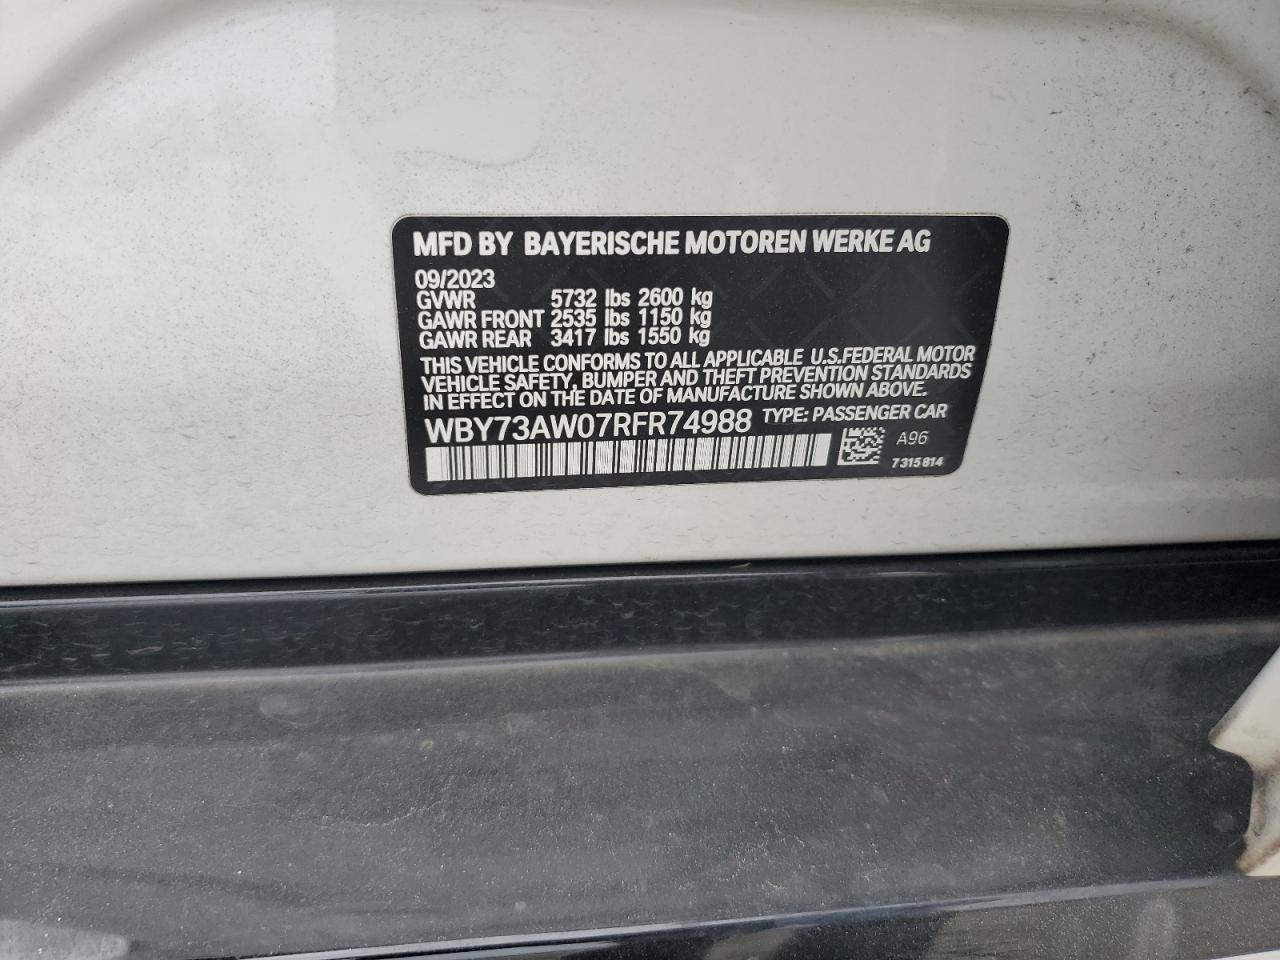 MFD BY BAYERISCHE MOTOREN WERKE AG
09/2023
GVWR 5732 lbs 2600 kg
GAWR FRONT 2535 lbs 1150 kg
GAWR REAR 3417 lbs 1550 kg
THIS VEHICLE CONFORMS TO ALL APPLICABLE U.S.FEDERAL MOTOR
VEHICLE SAFETY, BUMPER AND THEFT PREVENTION STANDARDS
IN EFFECT ON THE DATE OF MANUFACTURE SHOWN ABOVE.
WBY73AW07RFR74988 TYPE: PASSENGER CAR
A96
7315814